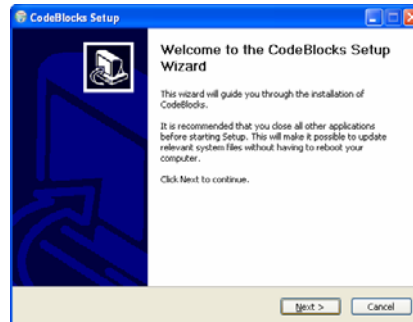 CodeBlocks Setup
Welcome to the CodeBlocks Setup
Wizard
This wizard will guide you through the installation of
CodeBlocks.
It is recommended that you close all other applications
before starting Setup. This will make it possible to update
relevant system files without having to reboot your
computer.
Click Next to continue.
Next > Cancel